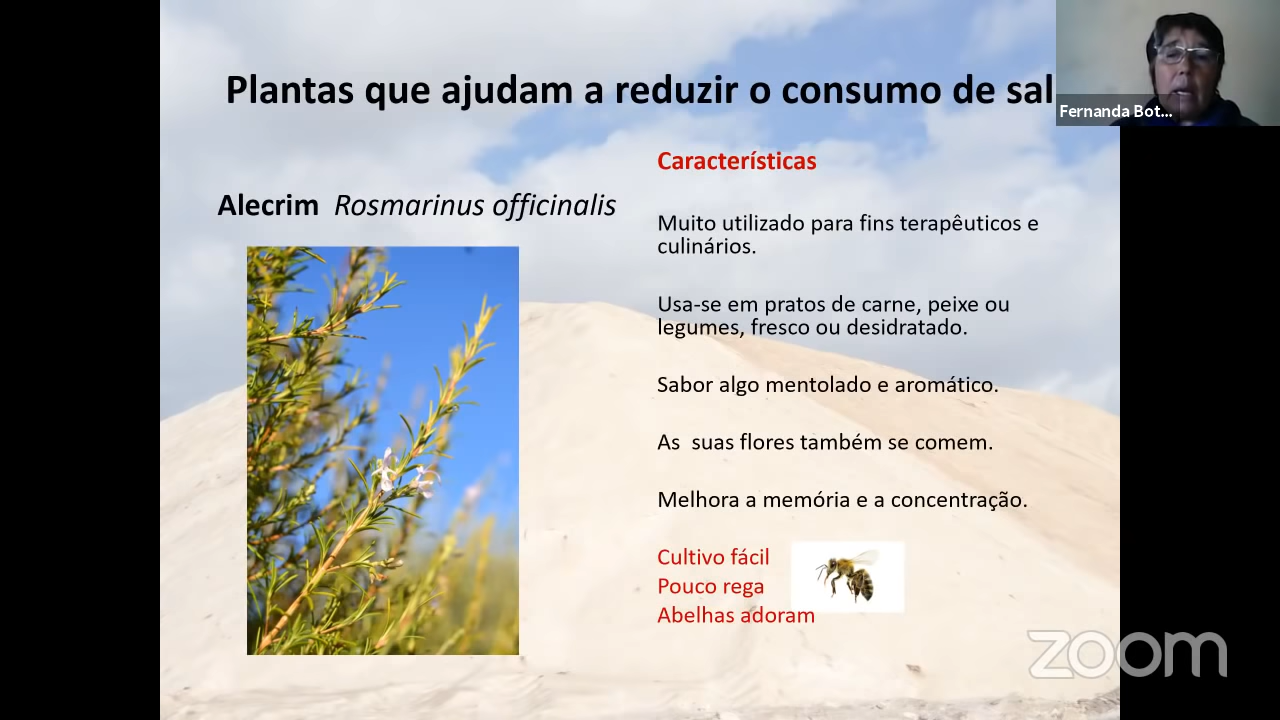 Plantas que ajudam a reduzir o consumo de sal
Fernanda Bot...
Alecrim Rosmarinus officinalis
Características
Muito utilizado para fins terapêuticos e
culinários.
Usa-se em pratos de carne, peixe ou
legumes, fresco ou desidratado.
Sabor algo mentolado e aromático.
As suas flores também se comem.
Melhora a memória e a concentração.
Cultivo fácil
Pouco rega
Abelhas adoram
zoom